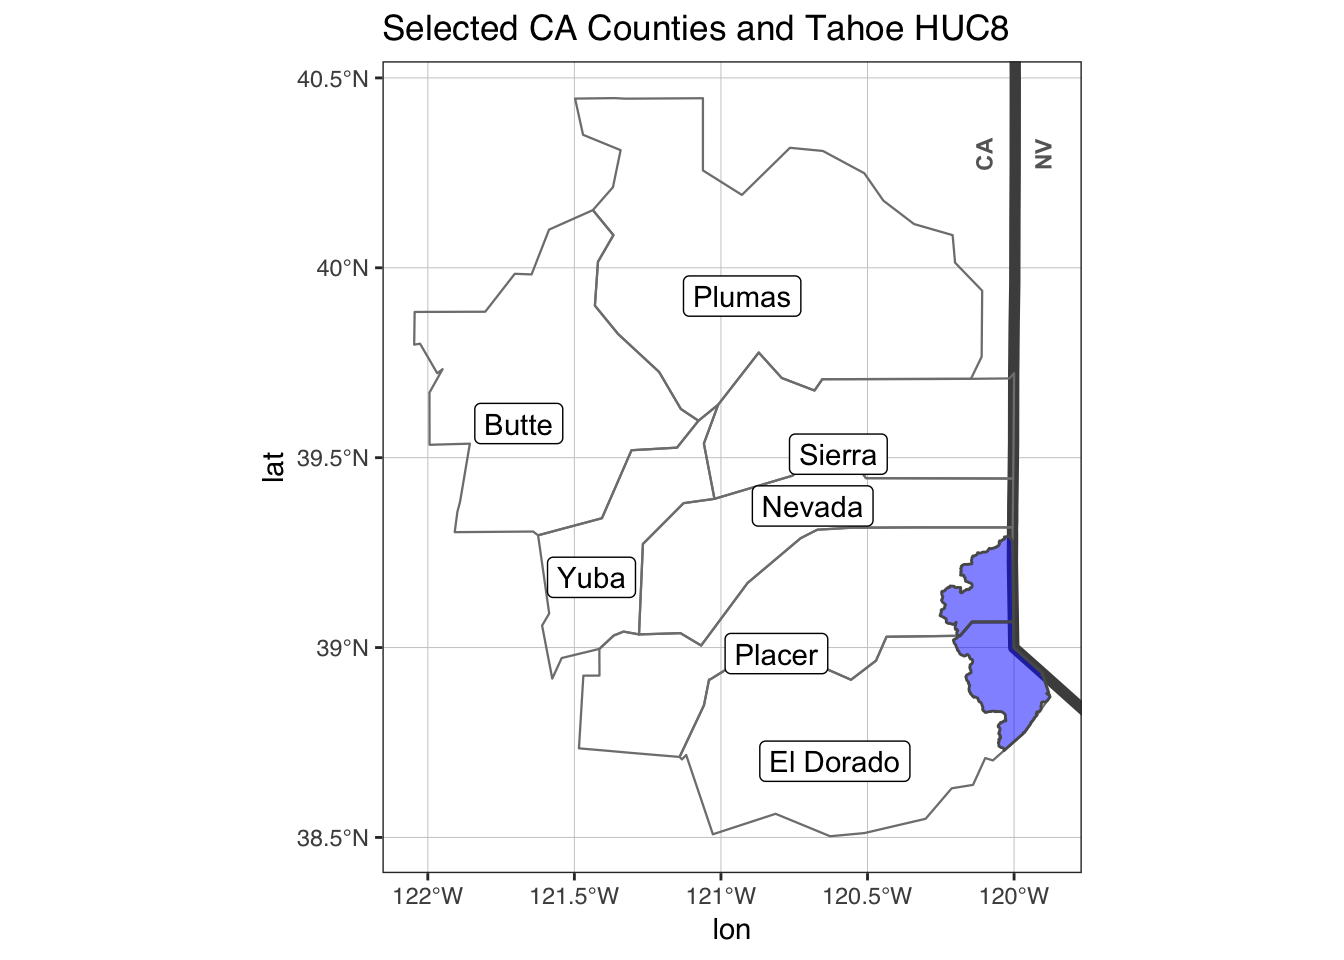 Selected CA Counties and Tahoe HUC8
40.5°N
CA
NV
40°N
Plumas
Butte
39.5°N
Sierra
lat
Nevada
Yuba
39°N
Placer
El Dorado
38.5°N
122°W
121.5°W
121°W
120.5°W
120°W
lon